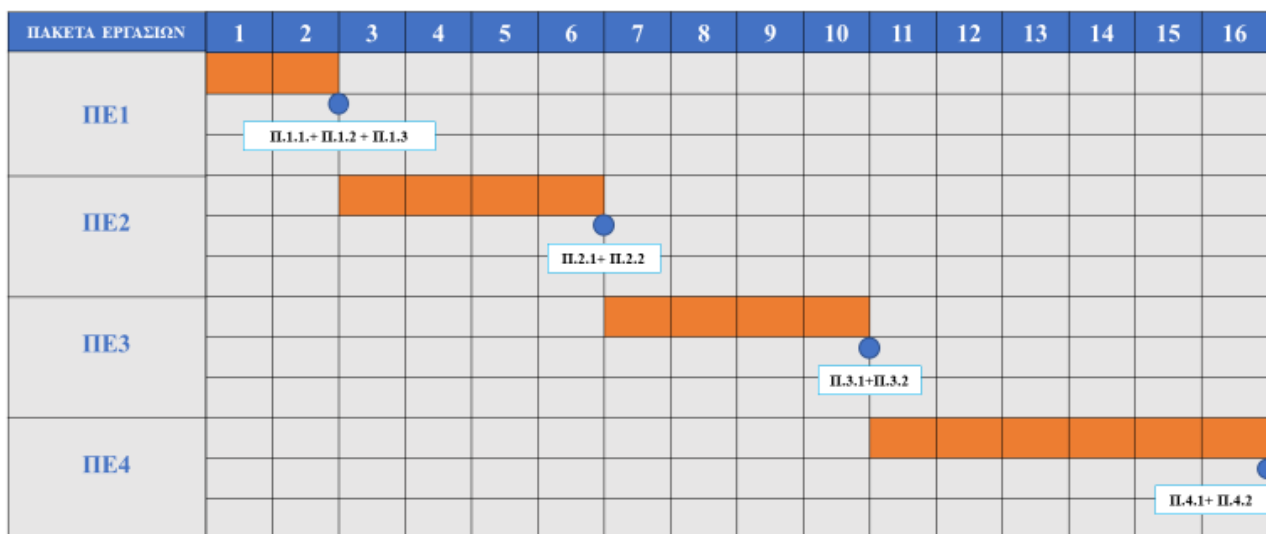 ΠΑΚΕΤΑ ΕΡΓΑΣΙΩΝ 1 2 3 4 5 6 7 8 9 10 11 12 13 14 15 16
ΠΕ1
Π.1.1.+ Π.1.2 + Π.1.3
ΠΕ2
Π.2.1+ Π.2.2
ΠΕ3
Π.3.1+Π.3.2
ΠΕ4
Π.4.1+ Π.4.2